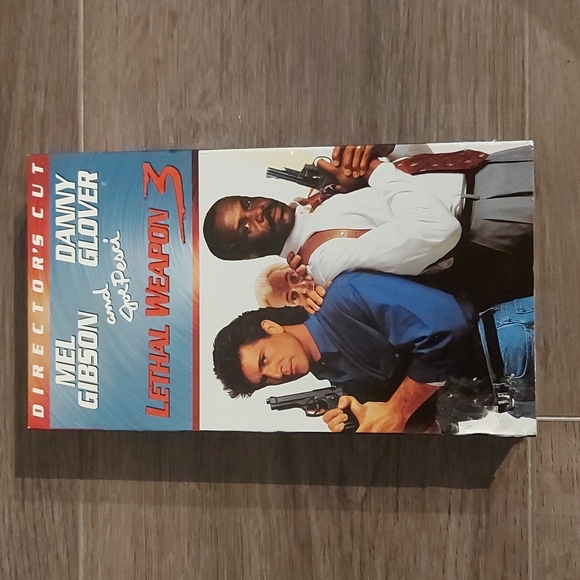 DIRECTOR'S CUT
MEL GIBSON DANNY GLOVER
and Joe Pesci
LETHAL WEAPON 3